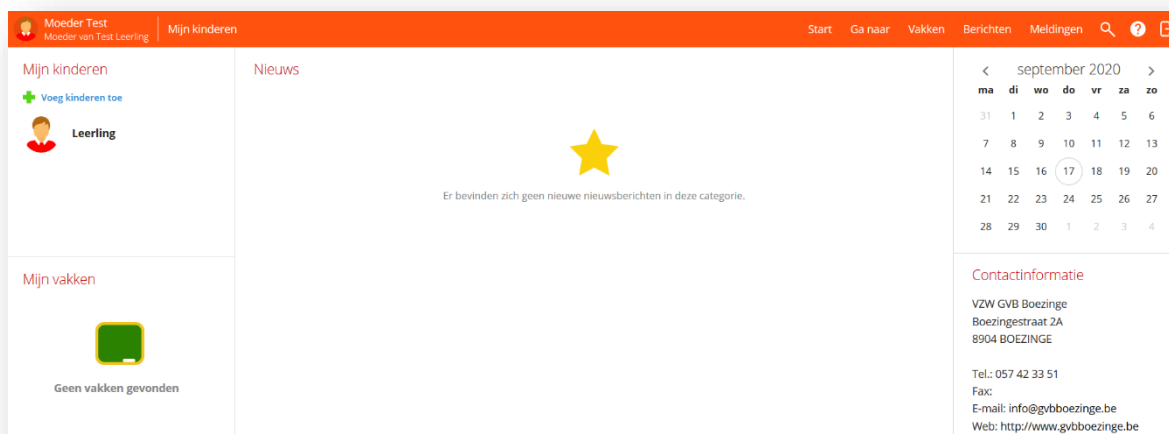 Moeder Test
Moeder van Test Leerling
Mijn kinderen
Start Ga naar Vakken Berichten Meldingen ?
Mijn kinderen
Voeg kinderen toe
Leerling
Mijn vakken
Geen vakken gevonden
Nieuws
Er bevinden zich geen nieuwe nieuwsberichten in deze categorie.
< september 2020 >
ma di wo do vr za zo
31 1 2 3 4 5 6
7 8 9 10 11 12 13
14 15 16 17 18 19 20
21 22 23 24 25 26 27
28 29 30 1 2 3 4
Contactinformatie
VZW GVB Boezinge
Boezingestraat 2A
8904 BOEZINGE
Tel.: 057 42 33 51
Fax:
E-mail: info@gvbboezinge.be
Web: http://www.gvbboezinge.be